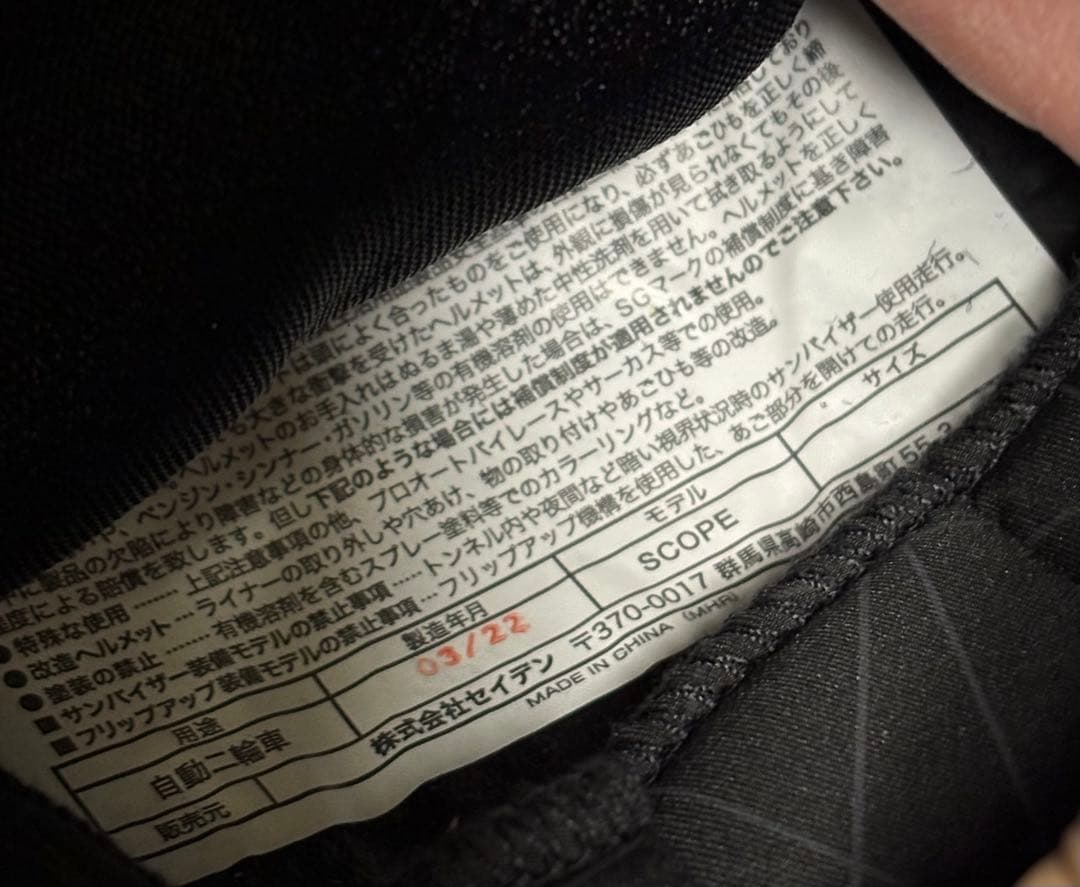 しており
ご使用になり、必ずあごひもを正しく締
は頭によく合ったものをご使用になり、
大きな衝撃を受けたヘルメットは、外観に損傷が見られなくてもその後
ヘルメットのお手入れはぬるま湯や薄めた中性洗剤を用いて拭き取るようにして
ベンジン・シンナー・ガソリン等の有機溶剤の使用はできません。ヘルメットを正しく
に製品の欠陥により障害などの身体的な損害が発生した場合は、SGマークの補償制度に基き障害
程度による賠償を致します。但し下記のような場合には補償制度が適用されませんのでご注意下さい。
●特殊な使用 ……… 上記注意事項の他、プロオートバイレースやサーカス等での使用。
●改造ヘルメット … ライナーの取り外しや穴あけ、物の取り付けやあごひも等の改造。
●塗装の禁止 ……… 有機溶剤を含むスプレー塗料等でのカラーリングなど。
■サンバイザー装備モデルの禁止事項 …… トンネル内や夜間など暗い視界状況時のサンバイザー使用走行。
■フリップアップ装備モデルの禁止事項 … フリップアップ機構を使用した、あご部分を開けての走行。
用途 製造年月 モデル サイズ
自動二輪車 03/22 SCOPE
販売元 株式会社セイデン 〒370-0017 群馬県高崎市西島町155-2
MADE IN CHINA (MHR)